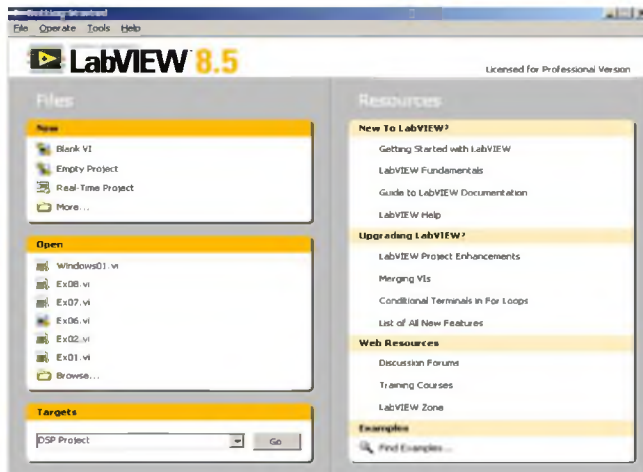 Getting Started
File Operate Tools Help
LabVIEW 8.5
Licensed for Professional Version
Files
New
Blank VI
Empty Project
Real-Time Project
More...
Open
Windows01.vi
Ex08.vi
Ex07.vi
Ex06.vi
Ex02.vi
Ex01.vi
Browse...
Targets
DSP Project
Go
Resources
New To LabVIEW?
Getting Started with LabVIEW
LabVIEW Fundamentals
Guide to LabVIEW Documentation
LabVIEW Help
Upgrading LabVIEW?
LabVIEW Project Enhancements
Merging VIs
Conditional Terminals in For Loops
List of All New Features
Web Resources
Discussion Forums
Training Courses
LabVIEW Zone
Examples
Find Examples...